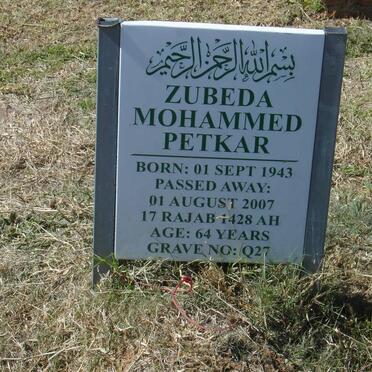 بسم الله الرحمن الرحيم
ZUBEDA
MOHAMMED
PETKAR
BORN: 01 SEPT 1943
PASSED AWAY:
01 AUGUST 2007
17 RAJAB 1428 AH
AGE: 64 YEARS
GRAVE NO: Q27